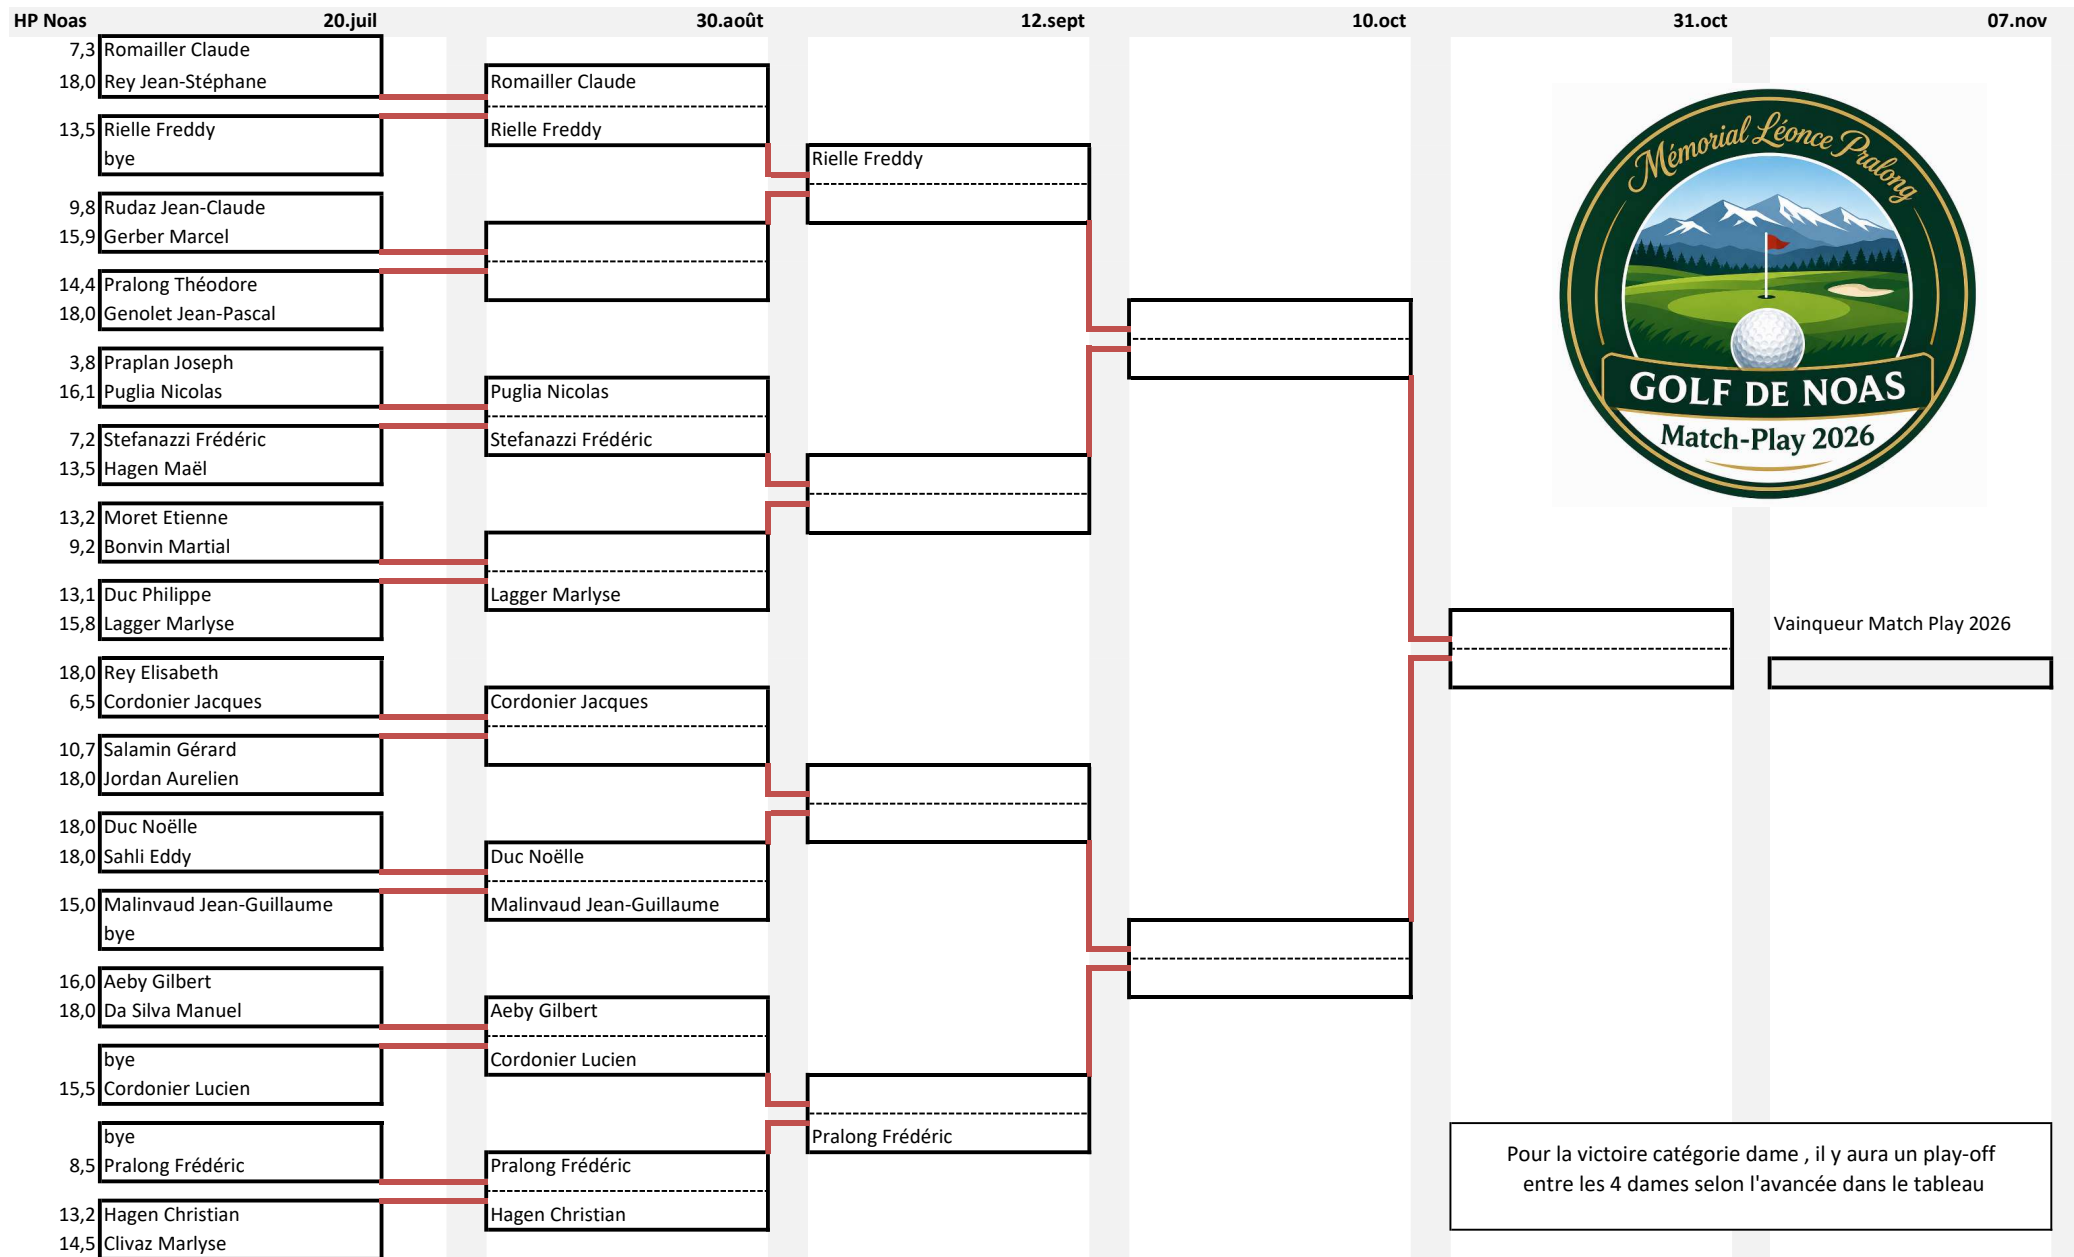 HP Noas 20.juil 30.août 12.sept 10.oct 31.oct 07.nov
7,3 Romailler Claude
18,0 Rey Jean-Stéphane
13,5 Rielle Freddy
bye
9,8 Rudaz Jean-Claude
15,9 Gerber Marcel
14,4 Pralong Théodore
18,0 Genolet Jean-Pascal
3,8 Praplan Joseph
16,1 Puglia Nicolas
7,2 Stefanazzi Frédéric
13,5 Hagen Maël
13,2 Moret Etienne
9,2 Bonvin Martial
13,1 Duc Philippe
15,8 Lagger Marlyse
18,0 Rey Elisabeth
6,5 Cordonier Jacques
10,7 Salamin Gérard
18,0 Jordan Aurelien
18,0 Duc Noëlle
18,0 Sahli Eddy
15,0 Malinvaud Jean-Guillaume
bye
16,0 Aeby Gilbert
18,0 Da Silva Manuel
bye
15,5 Cordonier Lucien
bye
8,5 Pralong Frédéric
13,2 Hagen Christian
14,5 Clivaz Marlyse
Romailler Claude
Rielle Freddy
Puglia Nicolas
Stefanazzi Frédéric
Lagger Marlyse
Cordonier Jacques
Duc Noëlle
Malinvaud Jean-Guillaume
Aeby Gilbert
Cordonier Lucien
Pralong Frédéric
Hagen Christian
Rielle Freddy
Pralong Frédéric
Mémorial Léonce Pralong
GOLF DE NOAS
Match-Play 2026
Vainqueur Match Play 2026
Pour la victoire catégorie dame , il y aura un play-off
entre les 4 dames selon l'avancée dans le tableau